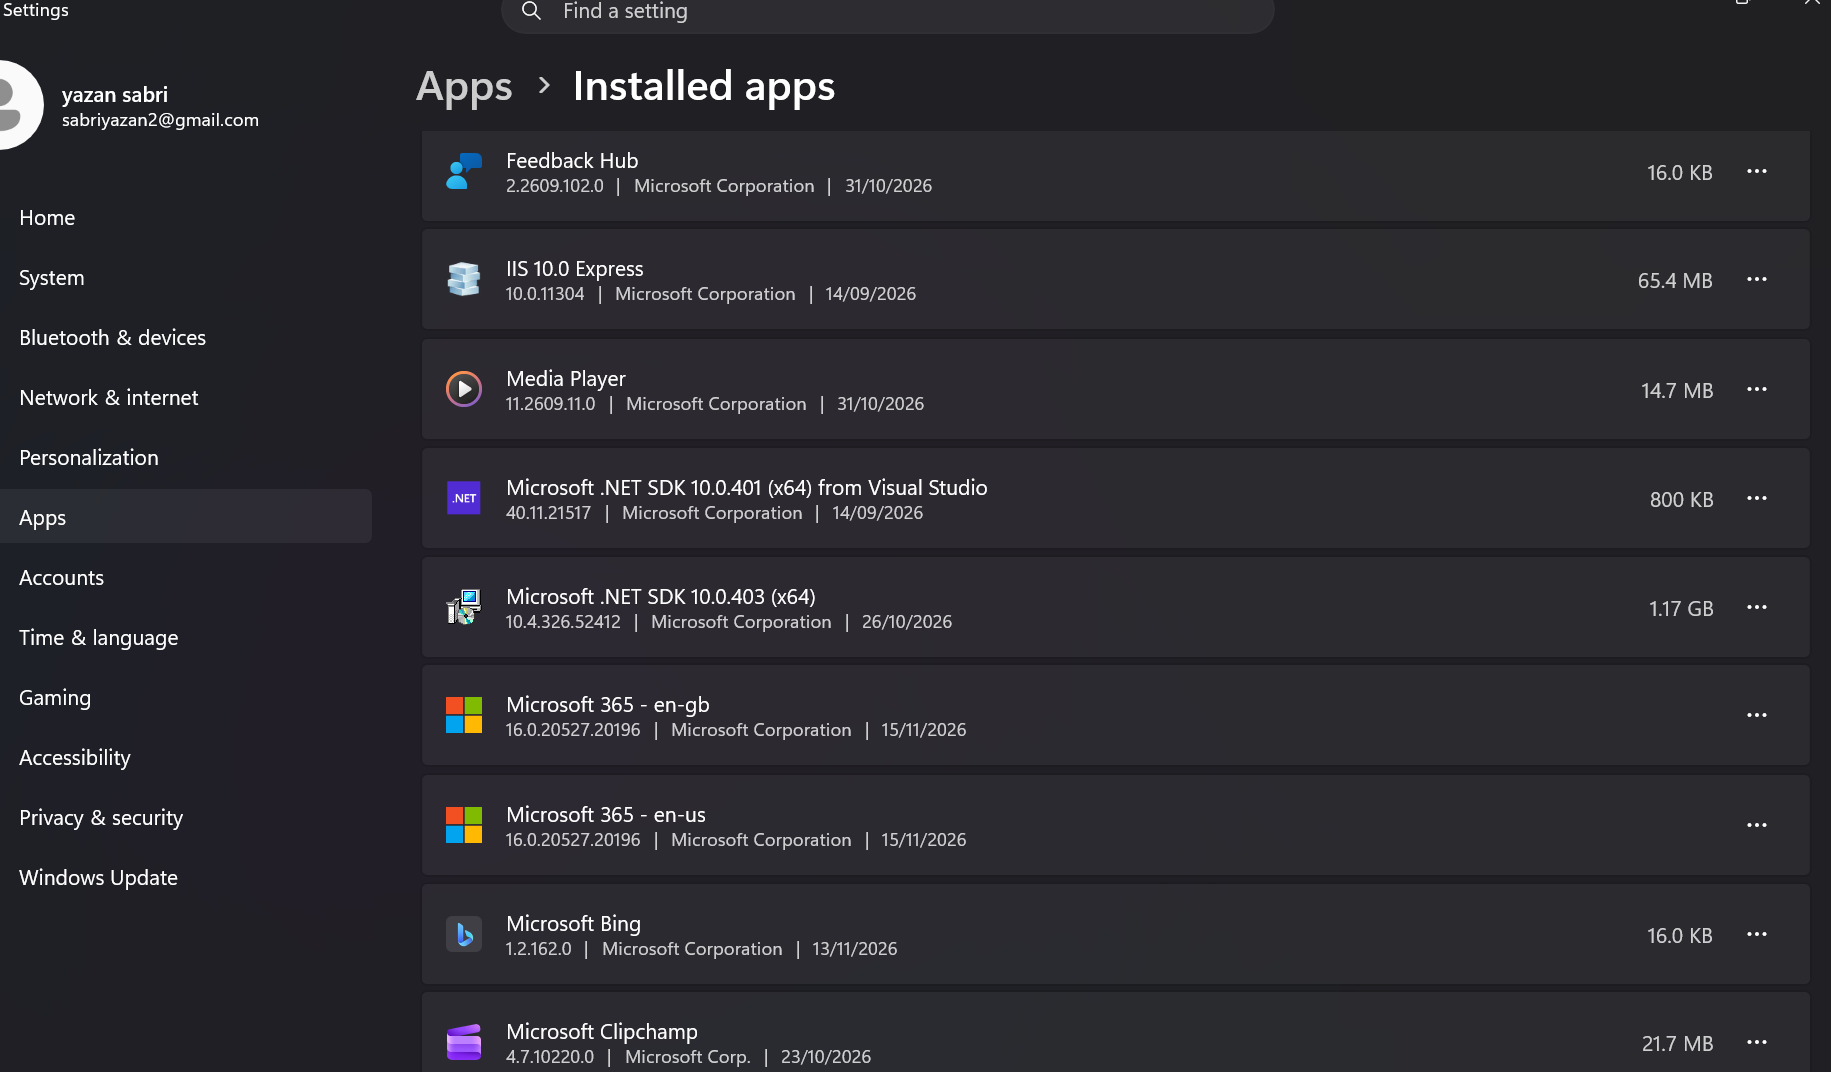 Settings
Find a setting
yazan sabri
sabriyazan2@gmail.com
Home
System
Bluetooth & devices
Network & internet
Personalization
Apps
Accounts
Time & language
Gaming
Accessibility
Privacy & security
Windows Update
Apps > Installed apps
Feedback Hub
2.2609.102.0 | Microsoft Corporation | 31/10/2026
16.0 KB
IIS 10.0 Express
10.0.11304 | Microsoft Corporation | 14/09/2026
65.4 MB
Media Player
11.2609.11.0 | Microsoft Corporation | 31/10/2026
14.7 MB
.NET
Microsoft .NET SDK 10.0.401 (x64) from Visual Studio
40.11.21517 | Microsoft Corporation | 14/09/2026
800 KB
Microsoft .NET SDK 10.0.403 (x64)
10.4.326.52412 | Microsoft Corporation | 26/10/2026
1.17 GB
Microsoft 365 - en-gb
16.0.20527.20196 | Microsoft Corporation | 15/11/2026
Microsoft 365 - en-us
16.0.20527.20196 | Microsoft Corporation | 15/11/2026
Microsoft Bing
1.2.162.0 | Microsoft Corporation | 13/11/2026
16.0 KB
Microsoft Clipchamp
4.7.10220.0 | Microsoft Corp. | 23/10/2026
21.7 MB